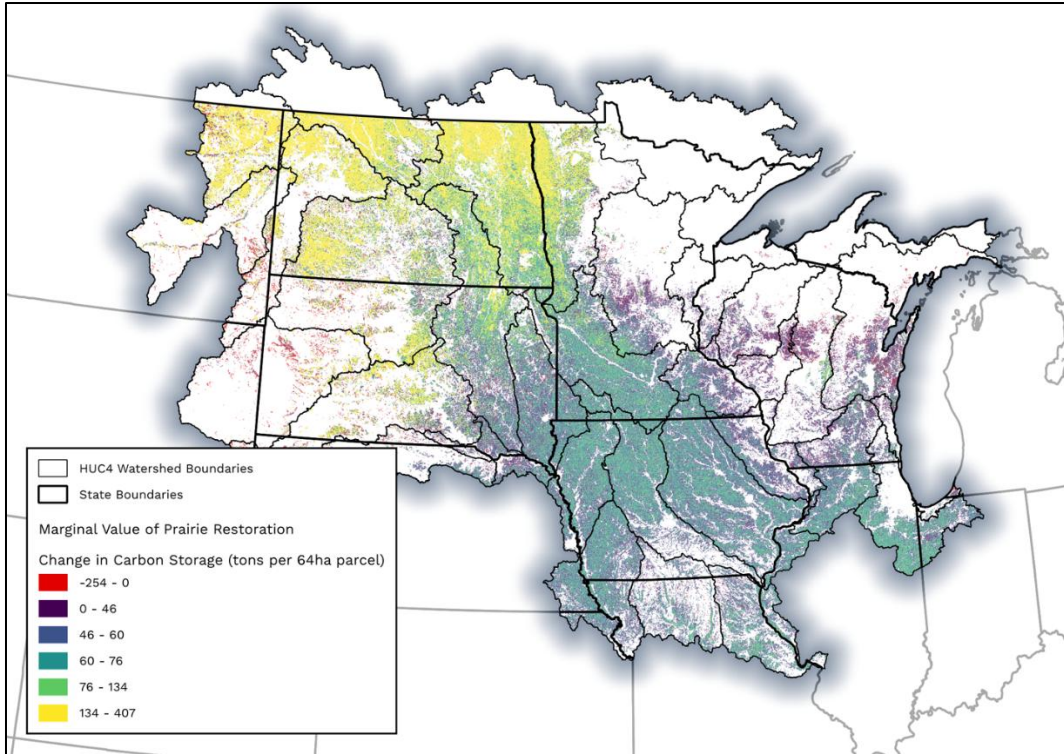 HUC4 Watershed Boundaries
State Boundaries
Marginal Value of Prairie Restoration
Change in Carbon Storage (tons per 64ha parcel)
-254 - 0
0 - 46
46 - 60
60 - 76
76 - 134
134 - 407